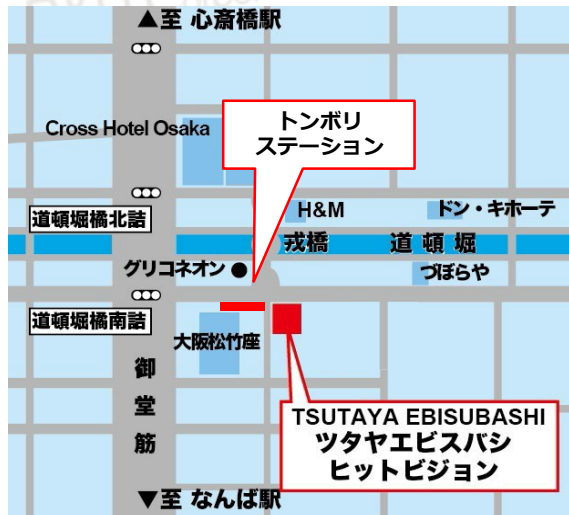 ▲至 心斎橋駅
Cross Hotel Osaka
トンボリ
ステーション
道頓堀橋北詰
H&M
ドン・キホーテ
戎橋
道頓堀
グリコネオン●
づぼらや
道頓堀橋南詰
大阪松竹座
御
堂
筋
TSUTAYA EBISUBASHI
ツタヤエビスバシ
ヒットビジョン
▼至 なんば駅